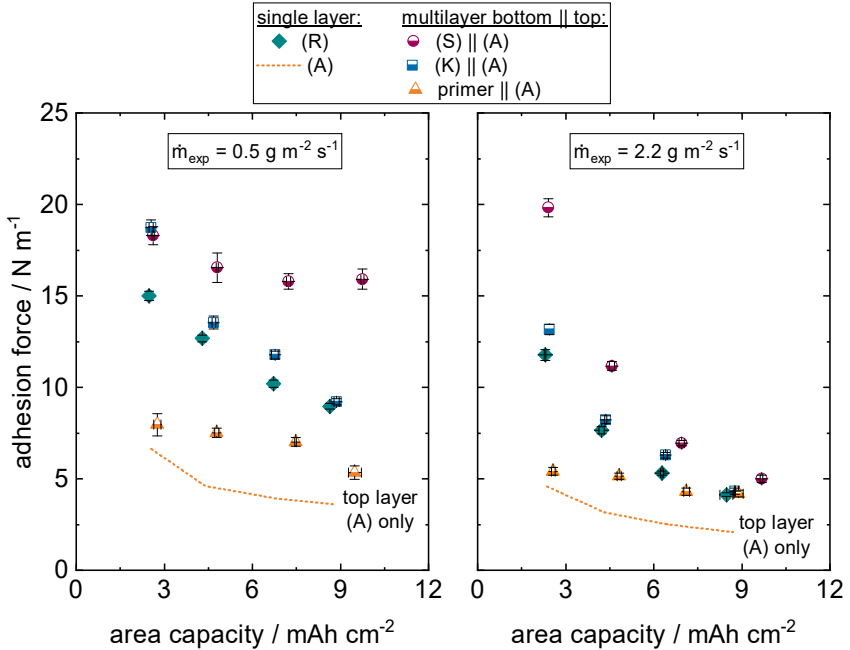 single layer: multilayer bottom || top:
(R) (S) || (A)
(A) (K) || (A)
primer || (A)
25
20
15
10
5
0
adhesion force / N m⁻¹
ṁexp = 0.5 g m⁻² s⁻¹
top layer
(A) only
0 3 6 9 12
area capacity / mAh cm⁻²
ṁexp = 2.2 g m⁻² s⁻¹
top layer
(A) only
0 3 6 9 12
area capacity / mAh cm⁻²